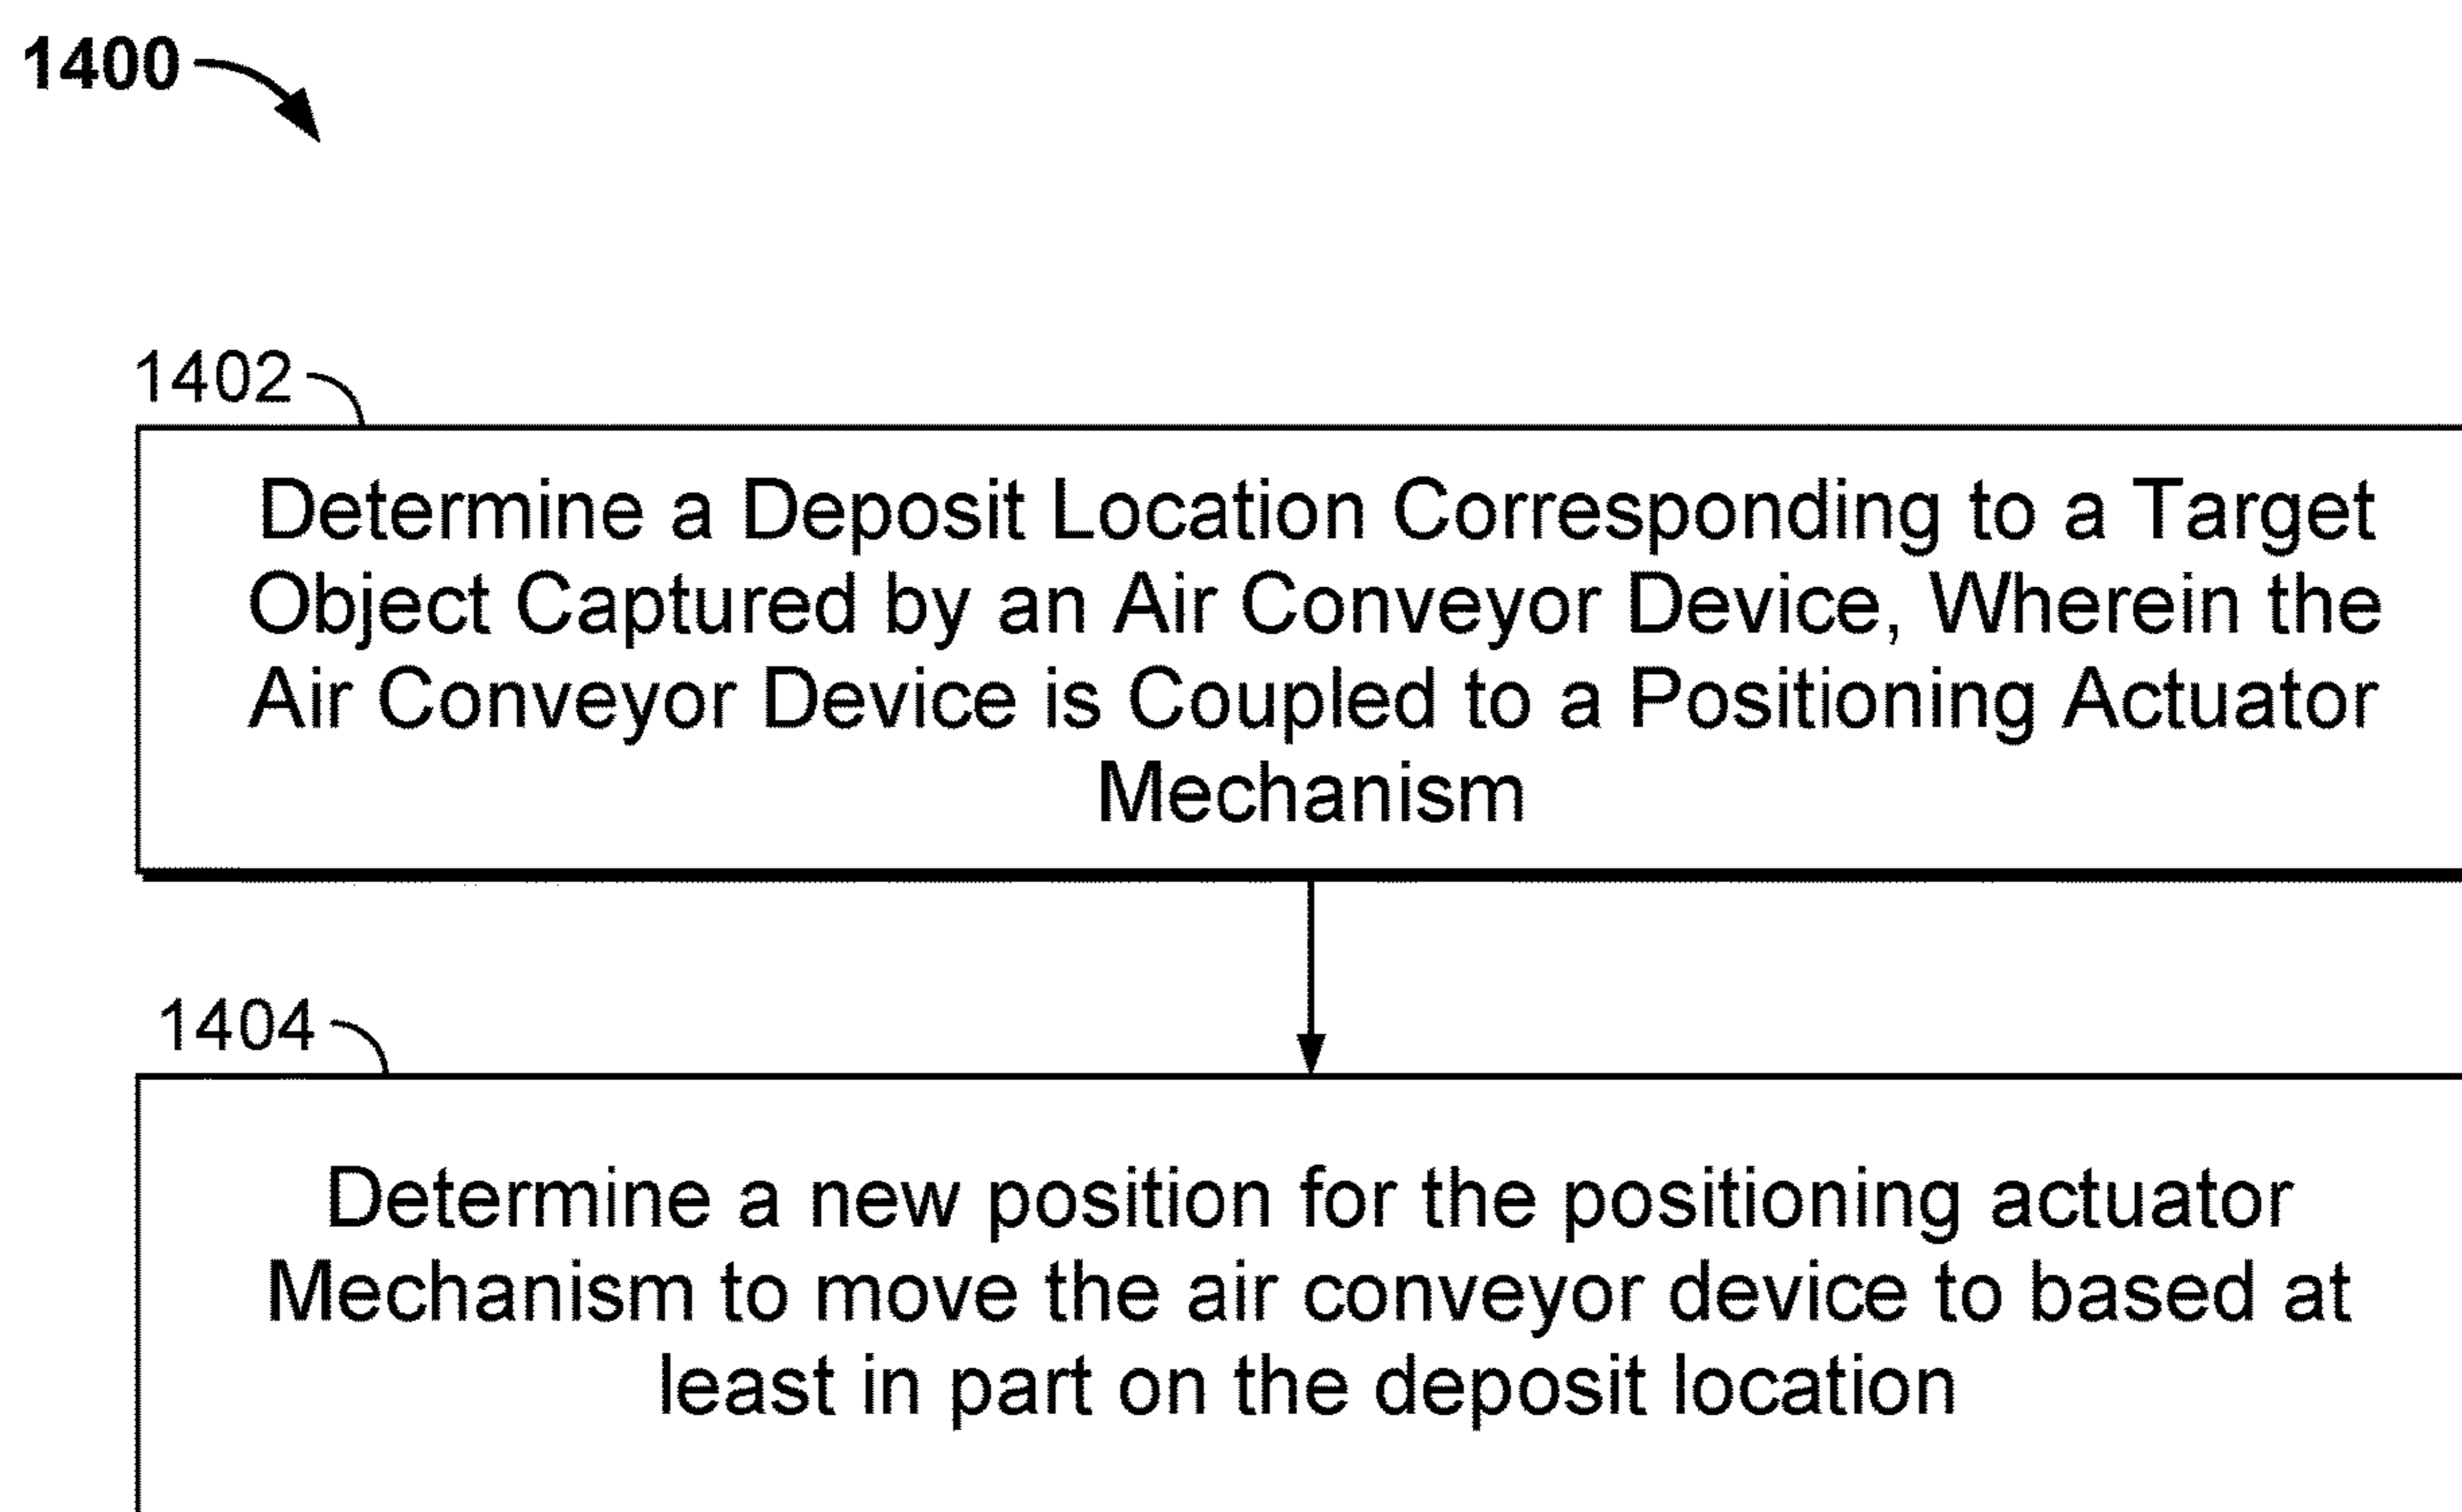 1400
1402
Determine a Deposit Location Corresponding to a Target
Object Captured by an Air Conveyor Device, Wherein the
Air Conveyor Device is Coupled to a Positioning Actuator
Mechanism
1404
Determine a new position for the positioning actuator
Mechanism to move the air conveyor device to based at
least in part on the deposit location